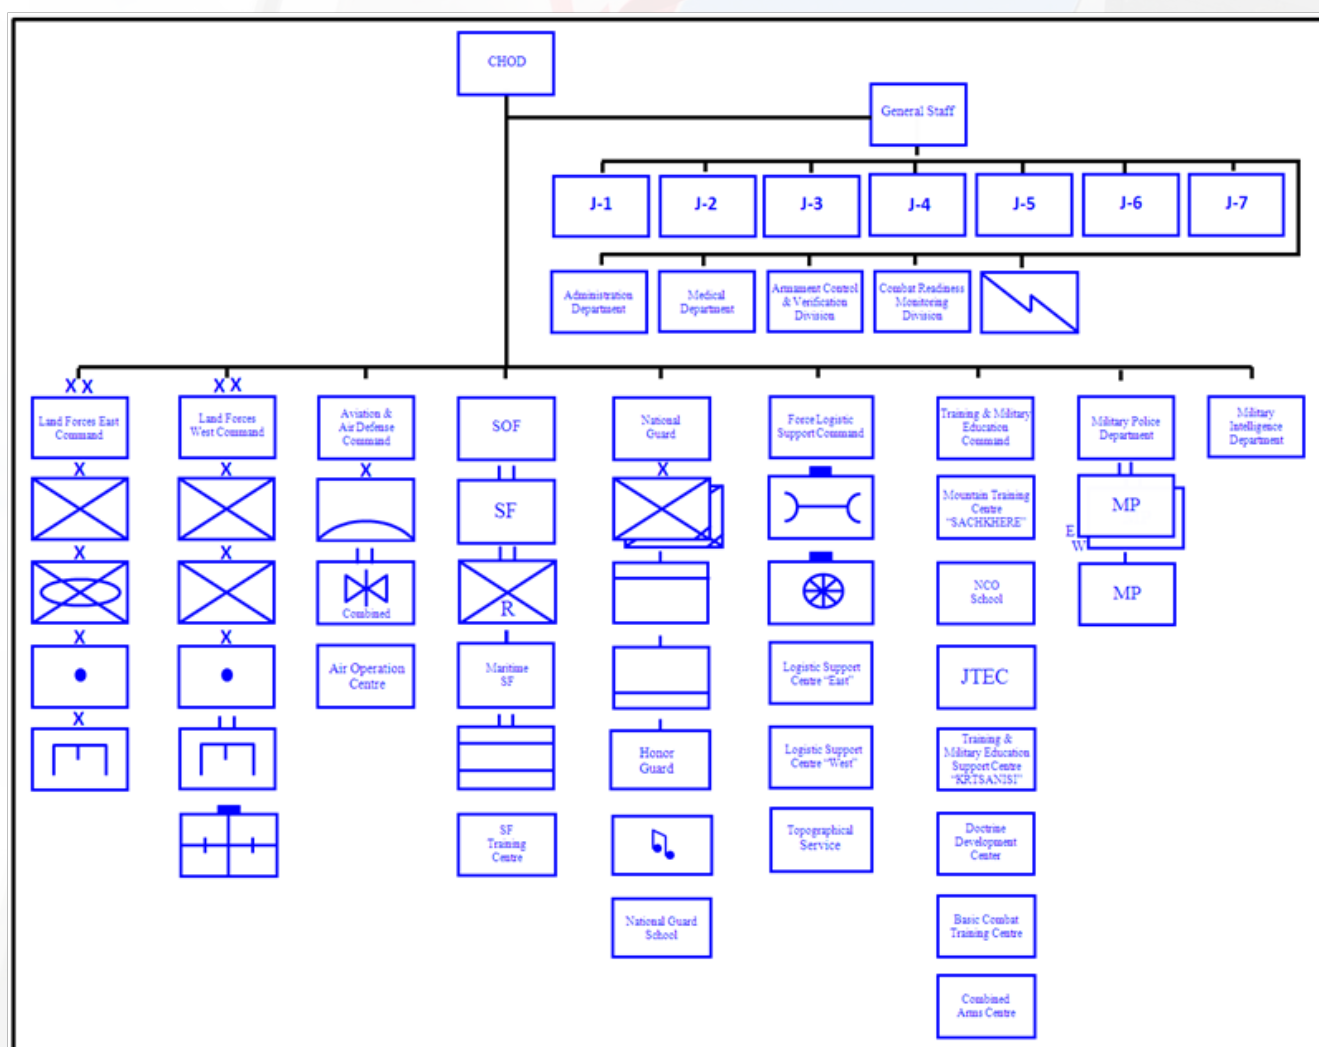 CHOD
General Staff
J-1
J-2
J-3
J-4
J-5
J-6
J-7
Administration
Department
Medical
Department
Armament Control
& Verification
Division
Combat Readiness
Monitoring
Division
X X
Land Forces East
Command
X
X
X
X
X X
Land Forces
West Command
X
X
X
Aviation &
Air Defense
Command
X
Combined
Air Operation
Centre
SOF
SF
R
Maritime
SF
SF
Training
Centre
National
Guard
X
Honor
Guard
National Guard
School
Force Logistic
Support Command
Logistic Support
Centre "East"
Logistic Support
Centre "West"
Topographical
Service
Training & Military
Education
Command
Mountain Training
Centre
"SACHKHERE"
NCO
School
JTEC
Training &
Military Education
Support Centre
"KRTSANISI"
Doctrine
Development
Center
Basic Combat
Training Centre
Combined
Arms Centre
Military Police
Department
MP
E
W
MP
Military
Intelligence
Department